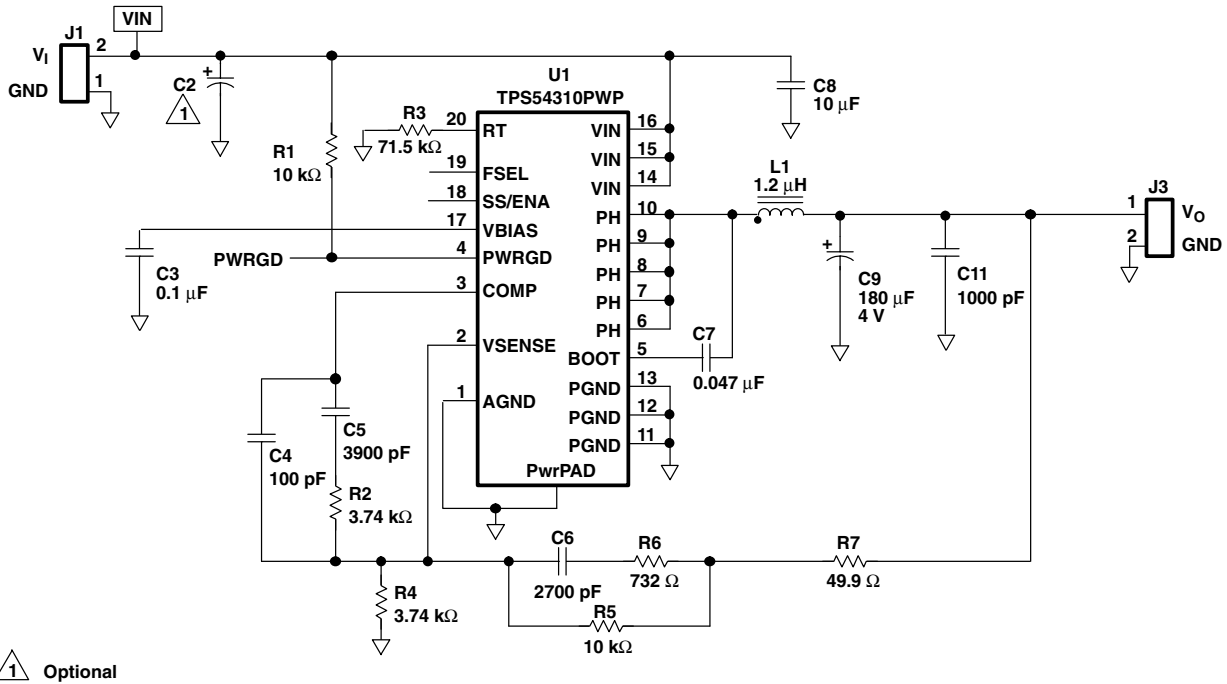 VIN
J1
VI
2
GND
1
C2
+
1
R1
10 kΩ
R3
71.5 kΩ
C3
0.1 μF
PWRGD
U1
TPS54310PWP
20 RT
19 FSEL
18 SS/ENA
17 VBIAS
4 PWRGD
3 COMP
2 VSENSE
1 AGND
VIN 16
VIN 15
VIN 14
PH 10
PH 9
PH 8
PH 7
PH 6
BOOT 5
PGND 13
PGND 12
PGND 11
PwrPAD
C8
10 μF
L1
1.2 μH
C7
0.047 μF
+
C9
180 μF
4 V
C11
1000 pF
J3
1
VO
2
GND
C4
100 pF
C5
3900 pF
R2
3.74 kΩ
R4
3.74 kΩ
C6
2700 pF
R6
732 Ω
R5
10 kΩ
R7
49.9 Ω
1 Optional